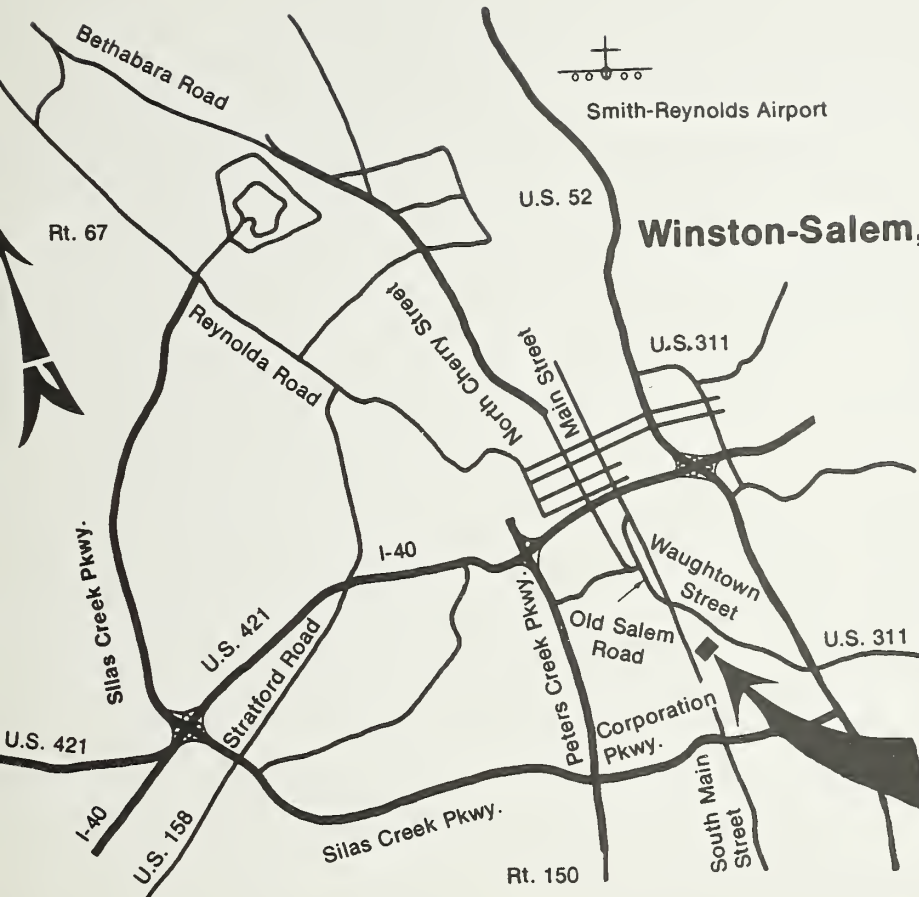 Bethabara Road
Smith-Reynolds Airport
U.S. 52
Rt. 67
Winston-Salem,
Reynolda Road
North Cherry Street
Main Street
U.S.311
Silas Creek Pkwy.
I-40
U.S. 421
Stratford Road
Peters Creek Pkwy.
Waughtown
Street
Old Salem
Road
U.S. 311
Corporation
Pkwy.
U.S. 421
I-40
U.S. 158
Silas Creek Pkwy.
Rt. 150
South Main
Street